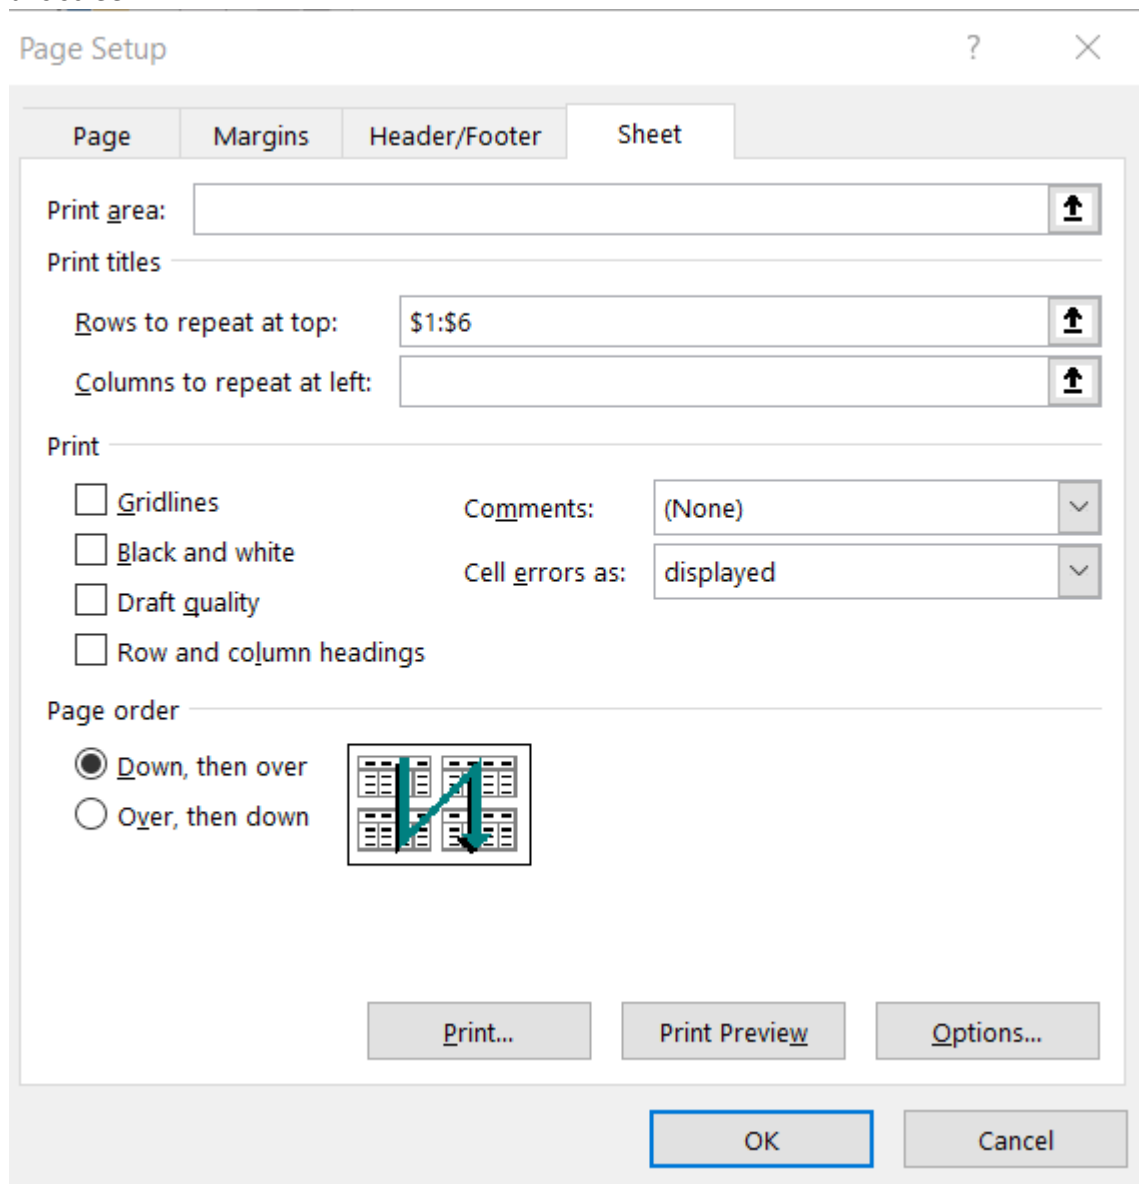 Page Setup ?
Page Margins Header/Footer Sheet
Print area:
Print titles
Rows to repeat at top: $1:$6
Columns to repeat at left:
Print
Gridlines Comments: (None)
Black and white
Cell errors as: displayed
Draft quality
Row and column headings
Page order
Down, then over
Over, then down
Print... Print Preview Options...
OK Cancel